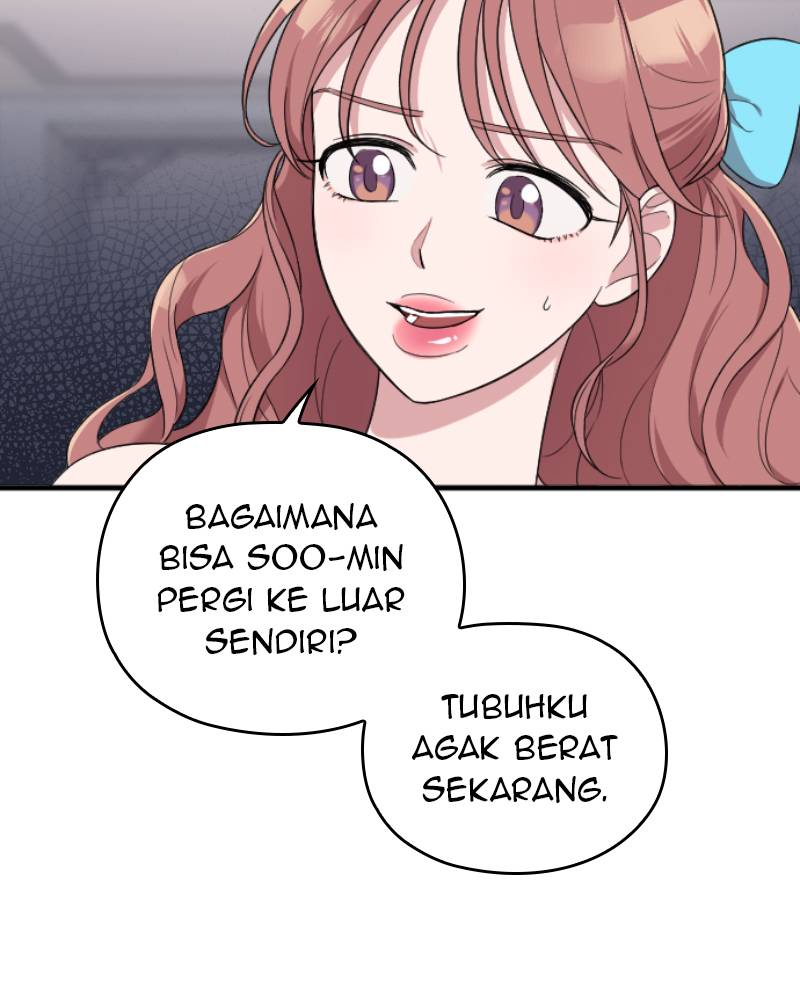 BAGAIMANA
BISA SOO-MIN
PERGI KE LUAR
SENDIRI?
TUBUHKU
AGAK BERAT
SEKARANG.